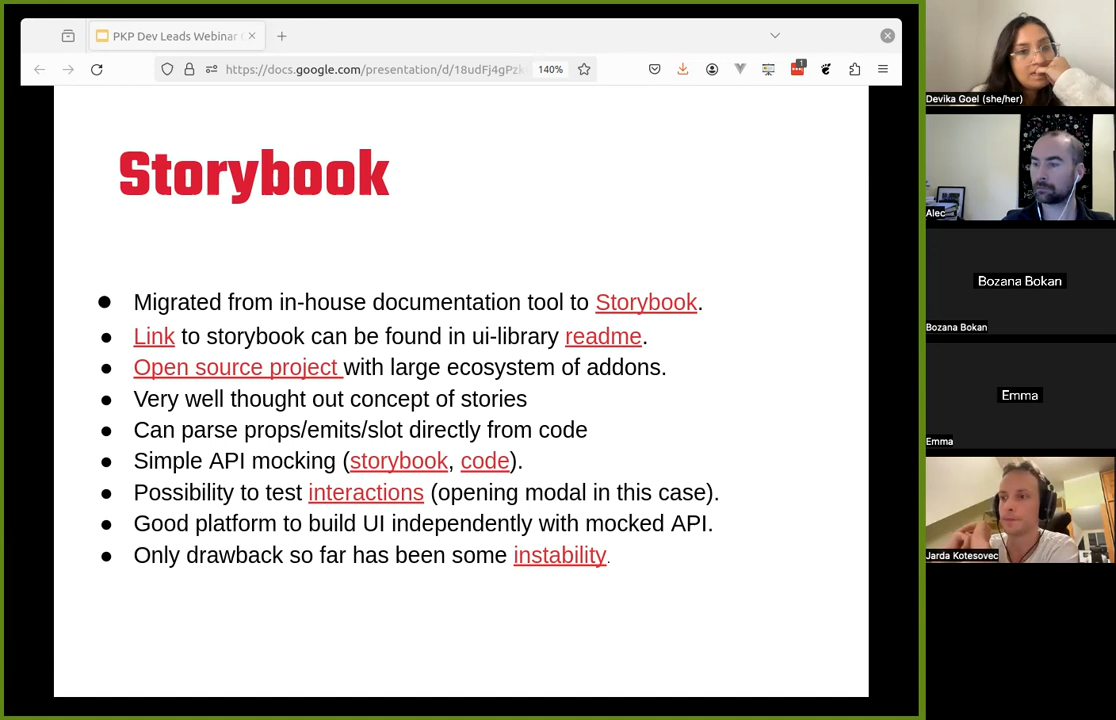 PKP Dev Leads Webinar
https://docs.google.com/presentation/d/18udFj4gPzk
140%
1
Storybook
● Migrated from in-house documentation tool to Storybook.
● Link to storybook can be found in ui-library readme.
● Open source project with large ecosystem of addons.
● Very well thought out concept of stories
● Can parse props/emits/slot directly from code
● Simple API mocking (storybook, code).
● Possibility to test interactions (opening modal in this case).
● Good platform to build UI independently with mocked API.
● Only drawback so far has been some instability.
Devika Goel (she/her)
Alec
Bozana Bokan
Bozana Bokan
Emma
Emma
Jarda Kotesovec